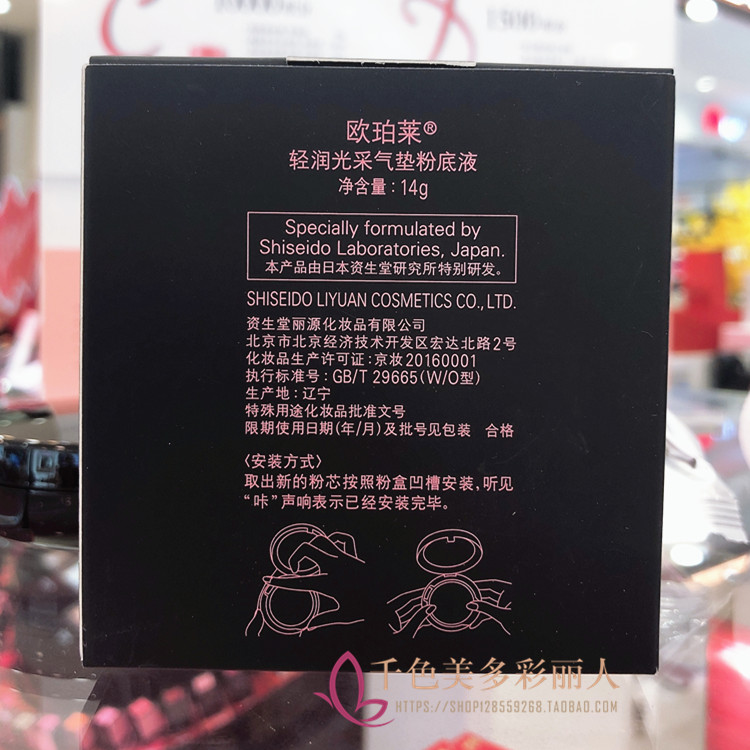 欧珀莱®
轻润光采气垫粉底液
净含量：14g
Specially formulated by
Shiseido Laboratories, Japan.
本产品由日本资生堂研究所特别研发。
SHISEIDO LIYUAN COSMETICS CO., LTD.
资生堂丽源化妆品有限公司
北京市北京经济技术开发区宏达北路2号
化妆品生产许可证：京妆20160001
执行标准号：GB/T 29665(W/O型)
生产地：辽宁
特殊用途化妆品批准文号
限期使用日期(年/月)及批号见包装 合格
〈安装方式〉
取出新的粉芯按照粉盒凹槽安装，听见
“咔”声响表示已经安装完毕。
千色美多彩丽人
HTTPS://SHOP128559268.TAOBAO.COM